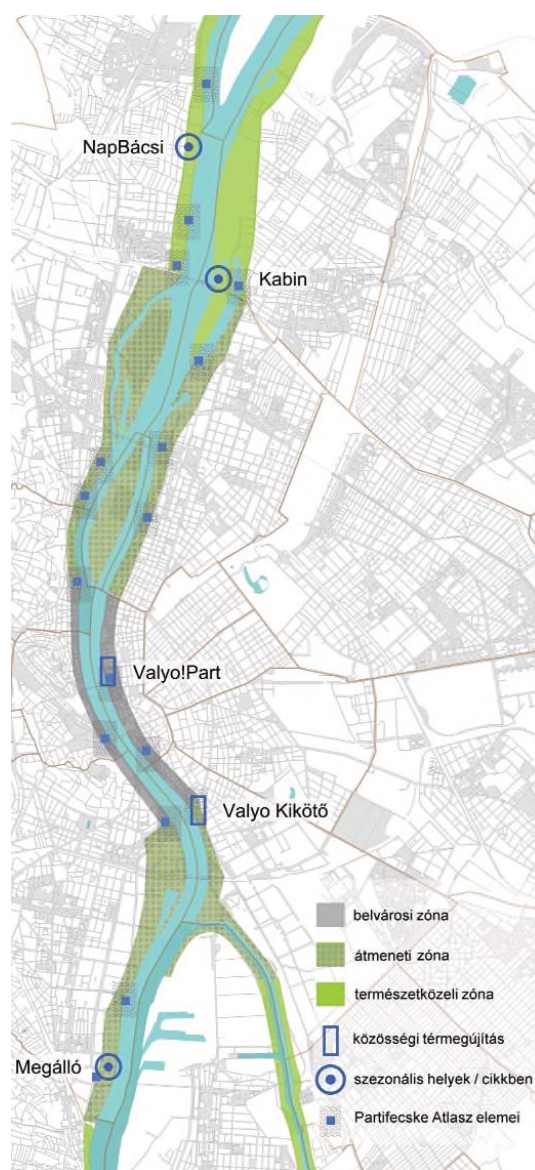 NapBácsi
Kabin
Valyo!Part
Valyo Kikötő
belvárosi zóna
átmeneti zóna
természetközeli zóna
közösségi térmegújítás
Megálló
szezonális helyek / cikkben
Partifecske Atlasz elemei